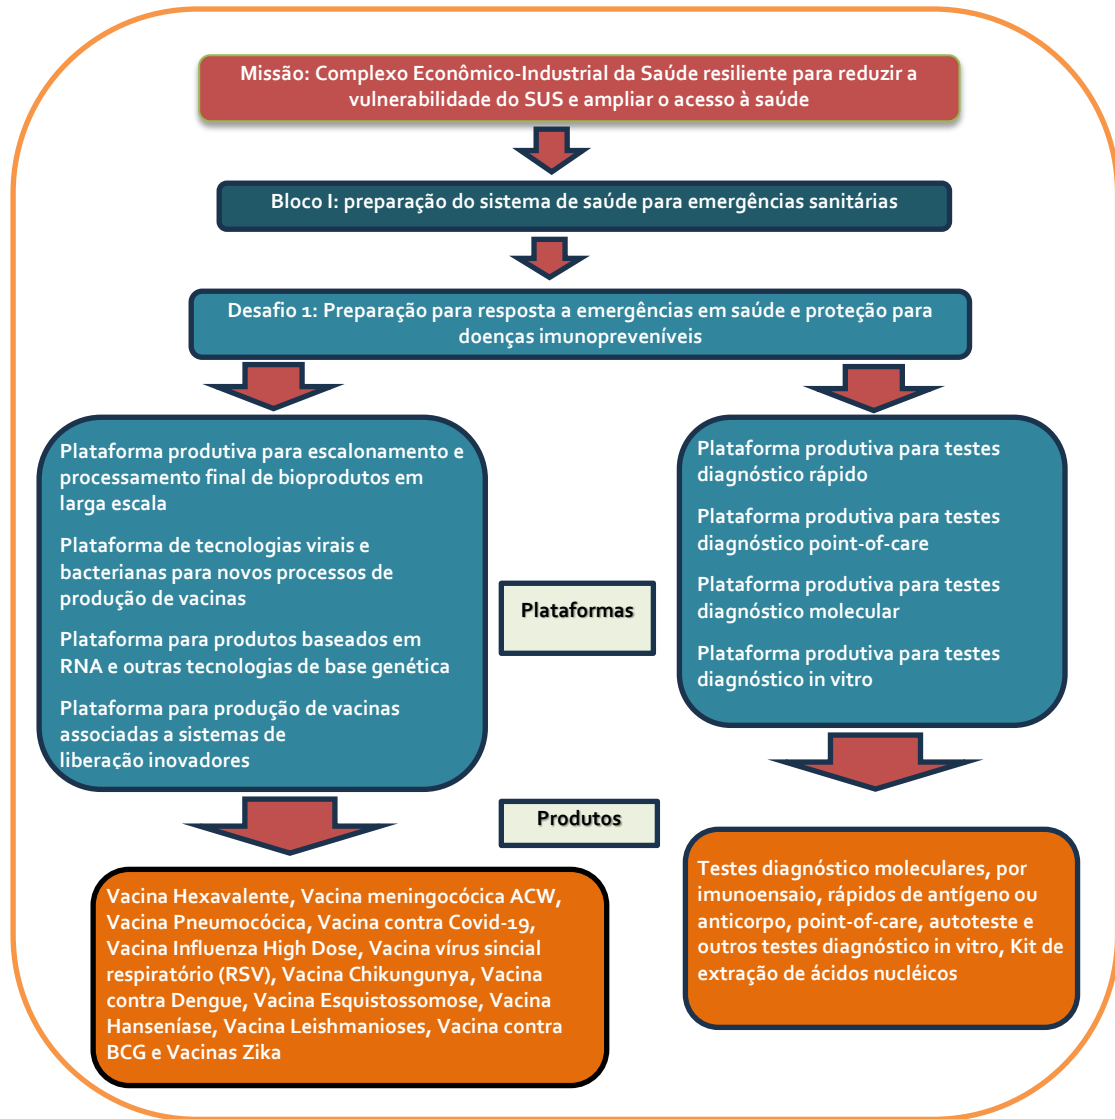 Missão: Complexo Econômico-Industrial da Saúde resiliente para reduzir a
vulnerabilidade do SUS e ampliar o acesso à saúde
Bloco I: preparação do sistema de saúde para emergências sanitárias
Desafio 1: Preparação para resposta a emergências em saúde e proteção para
doenças imunopreveníveis
Plataforma produtiva para escalonamento e
processamento final de bioprodutos em
larga escala
Plataforma de tecnologias virais e
bacterianas para novos processos de
produção de vacinas
Plataforma para produtos baseados em
RNA e outras tecnologias de base genética
Plataforma para produção de vacinas
associadas a sistemas de
liberação inovadores
Plataformas
Plataforma produtiva para testes
diagnóstico rápido
Plataforma produtiva para testes
diagnóstico point-of-care
Plataforma produtiva para testes
diagnóstico molecular
Plataforma produtiva para testes
diagnóstico in vitro
Produtos
Vacina Hexavalente, Vacina meningocócica ACW,
Vacina Pneumocócica, Vacina contra Covid-19,
Vacina Influenza High Dose, Vacina vírus sincial
respiratório (RSV), Vacina Chikungunya, Vacina
contra Dengue, Vacina Esquistossomose, Vacina
Hanseníase, Vacina Leishmanioses, Vacina contra
BCG e Vacinas Zika
Testes diagnóstico moleculares, por
imunoensaio, rápidos de antígeno ou
anticorpo, point-of-care, autoteste e
outros testes diagnóstico in vitro, Kit de
extração de ácidos nucléicos